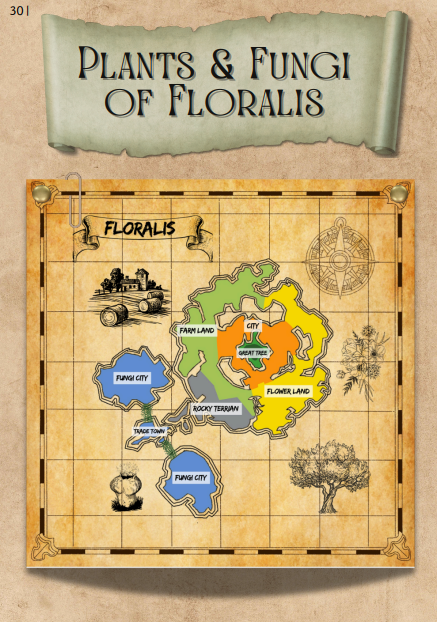 30|
PLANTS & FUNGI
OF FLORALIS
FLORALIS
FARM LAND
CITY
GREAT TREE
FUNGI CITY
FLOWER LAND
ROCKY TERRIAN
TRADE TOWN
FUNGI CITY